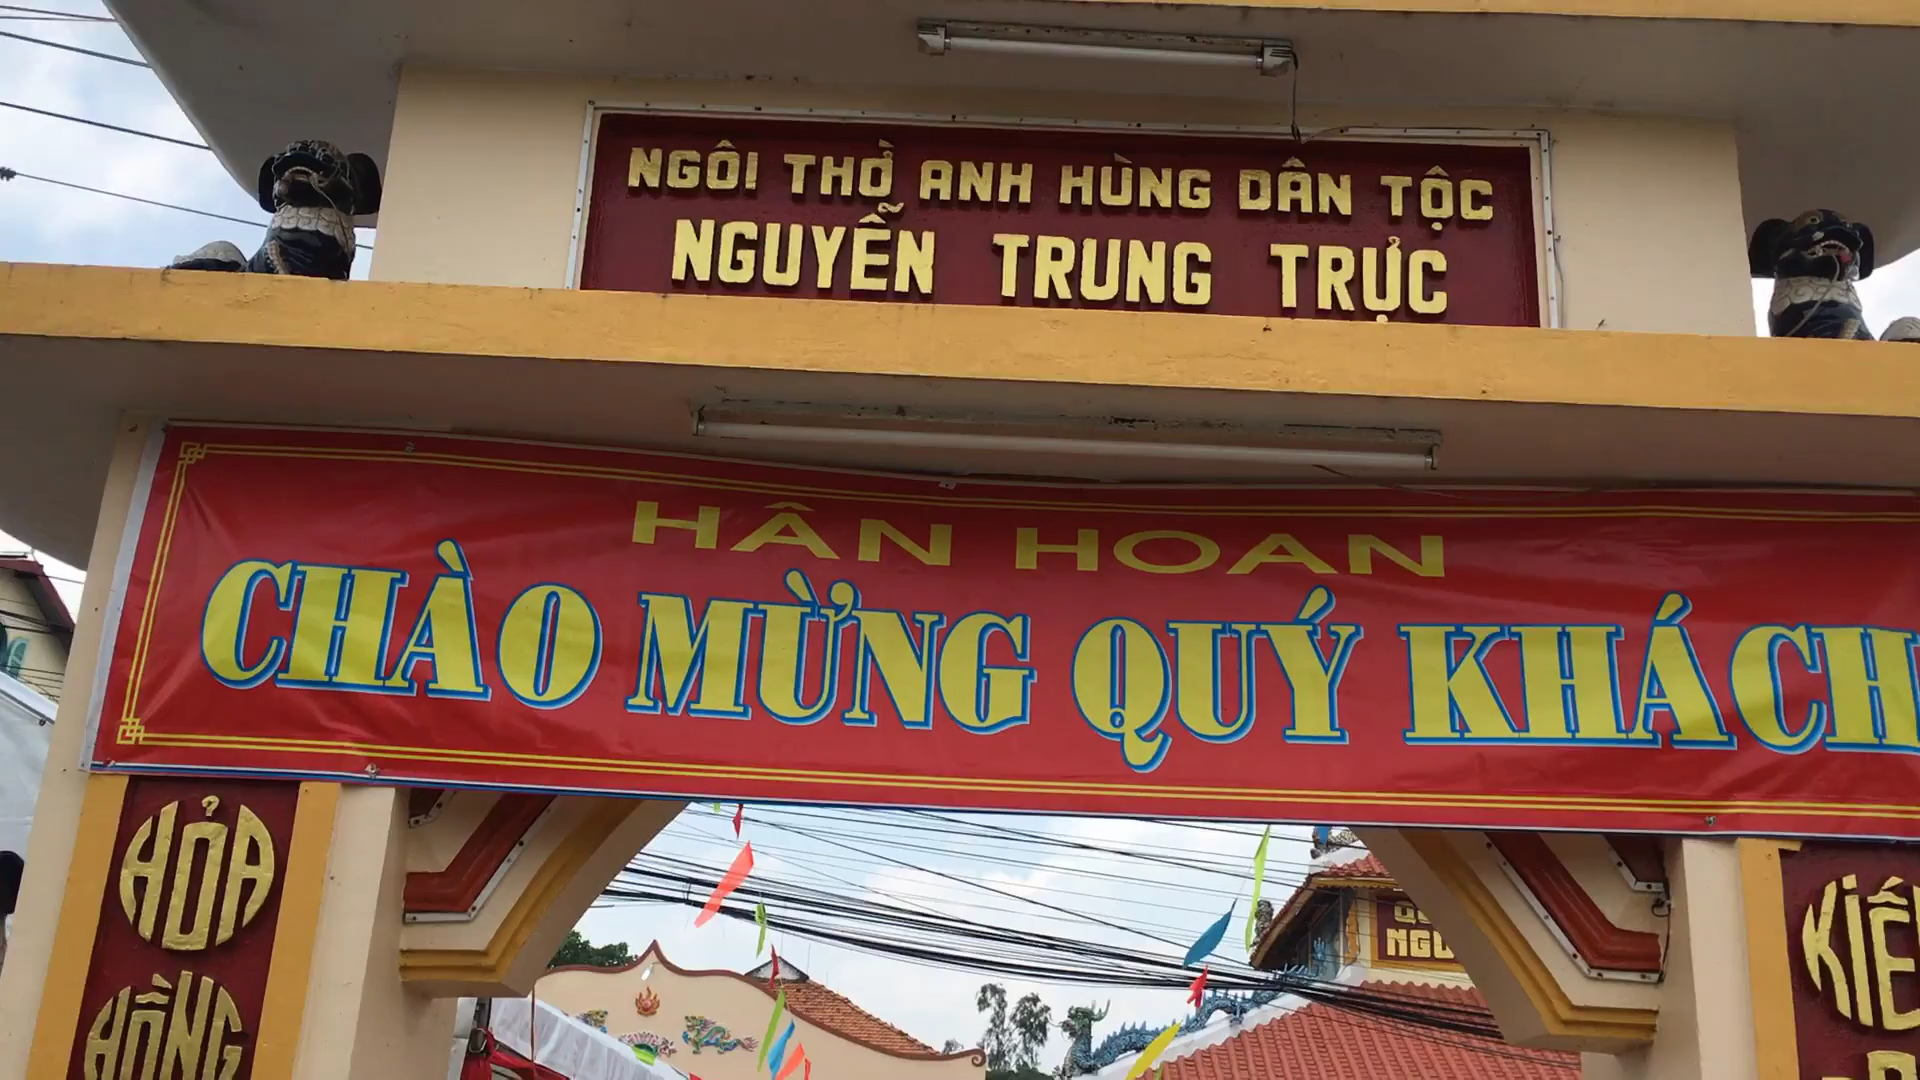 NGÔI THỜ ANH HÙNG DÂN TỘC
NGUYỄN TRUNG TRỰC
HÂN HOAN
CHÀO MỪNG QUÝ KHÁCH
HỎA
HỒNG